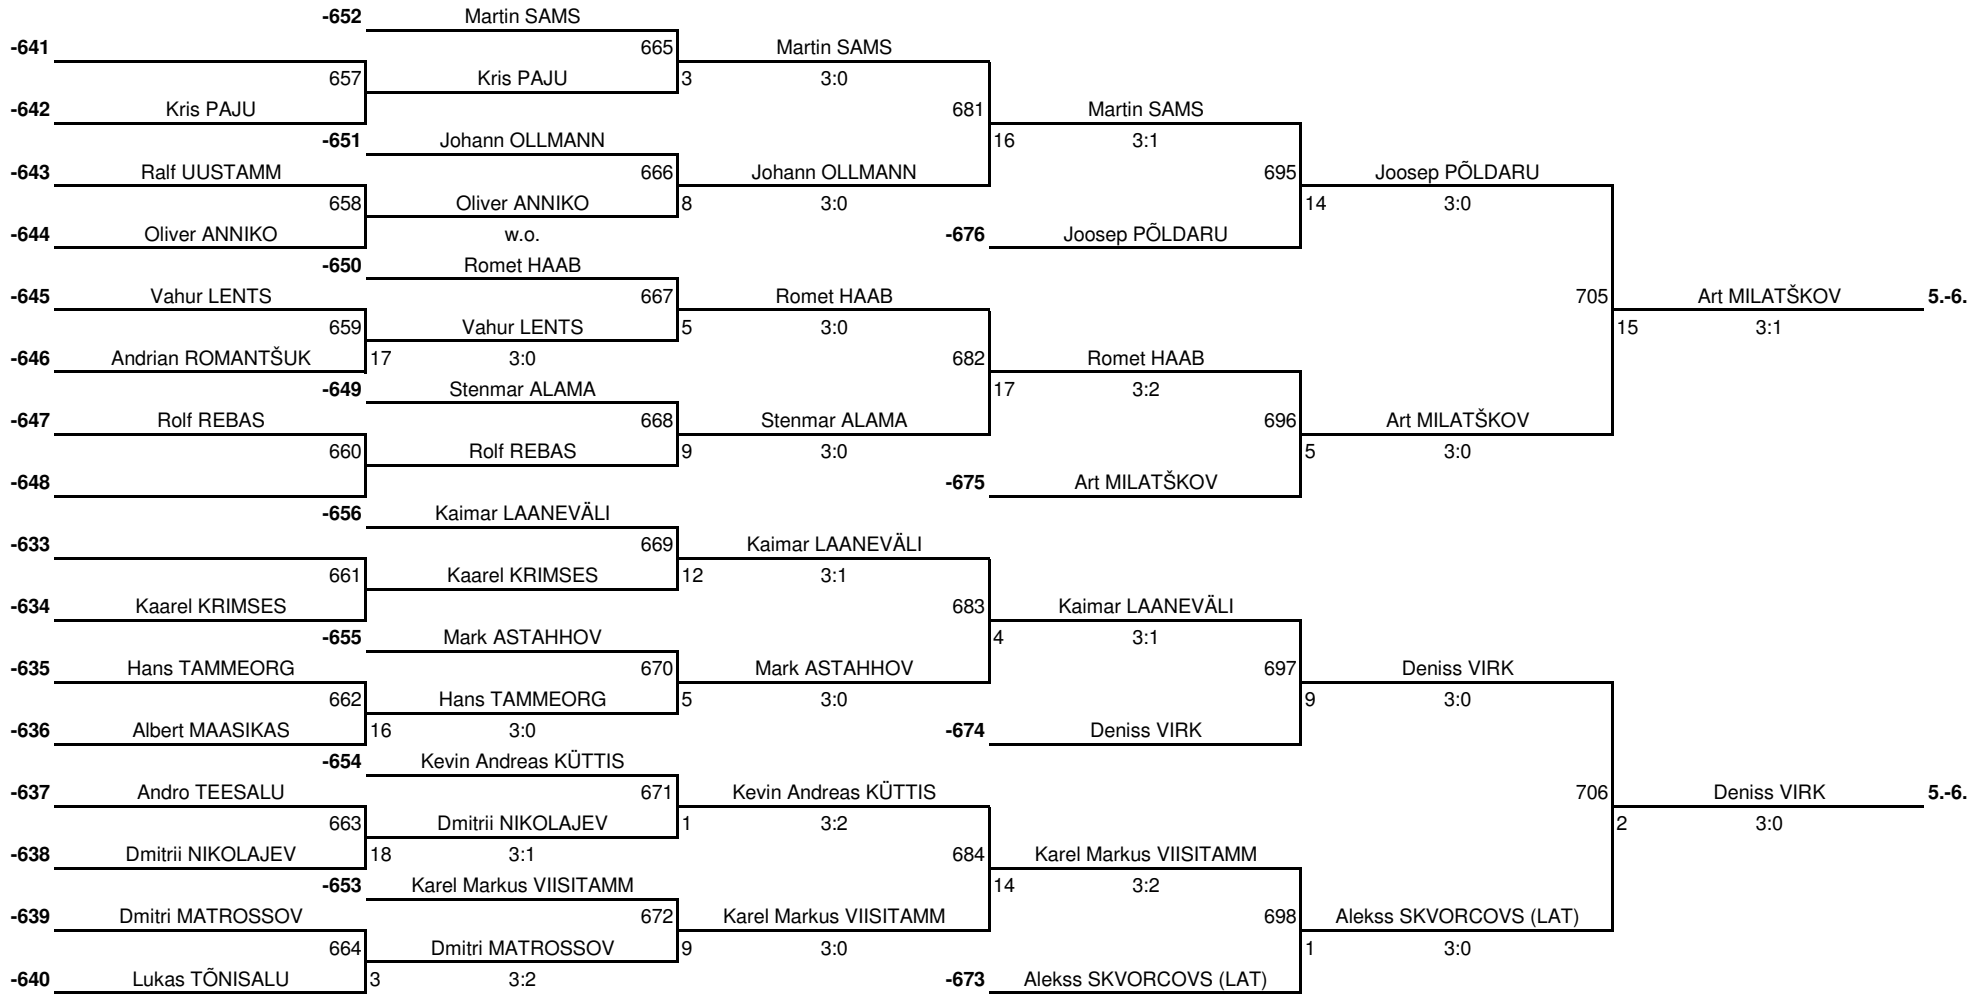 -652 Martin SAMS
-641 665 Martin SAMS
657 Kris PAJU 3 3:0
-642 Kris PAJU 681 Martin SAMS
-651 Johann OLLMANN 16 3:1
-643 Ralf UUSTAMM 666 Johann OLLMANN 695 Joosep PÕLDARU
658 Oliver ANNIKO 8 3:0 14 3:0
-644 Oliver ANNIKO w.o. -676 Joosep PÕLDARU
-650 Romet HAAB
-645 Vahur LENTS 667 Romet HAAB 705 Art MILATŠKOV 5.-6.
659 Vahur LENTS 5 3:0 15 3:1
-646 Andrian ROMANTŠUK 17 3:0 682 Romet HAAB
-649 Stenmar ALAMA 17 3:2
-647 Rolf REBAS 668 Stenmar ALAMA 696 Art MILATŠKOV
660 Rolf REBAS 9 3:0 5 3:0
-648 -675 Art MILATŠKOV
-656 Kaimar LAANEVÄLI
-633 669 Kaimar LAANEVÄLI
661 Kaarel KRIMSES 12 3:1
-634 Kaarel KRIMSES 683 Kaimar LAANEVÄLI
-655 Mark ASTAHHOV 4 3:1
-635 Hans TAMMEORG 670 Mark ASTAHHOV 697 Deniss VIRK
662 Hans TAMMEORG 5 3:0 9 3:0
-636 Albert MAASIKAS 16 3:0 -674 Deniss VIRK
-654 Kevin Andreas KÜTTIS
-637 Andro TEESALU 671 Kevin Andreas KÜTTIS 706 Deniss VIRK 5.-6.
663 Dmitrii NIKOLAJEV 1 3:2 2 3:0
-638 Dmitrii NIKOLAJEV 18 3:1 684 Karel Markus VIISITAMM
-653 Karel Markus VIISITAMM 14 3:2
-639 Dmitri MATROSSOV 672 Karel Markus VIISITAMM 698 Alekss SKVORCOVS (LAT)
664 Dmitri MATROSSOV 9 3:0 1 3:0
-640 Lukas TÕNISALU 3 3:2 -673 Alekss SKVORCOVS (LAT)